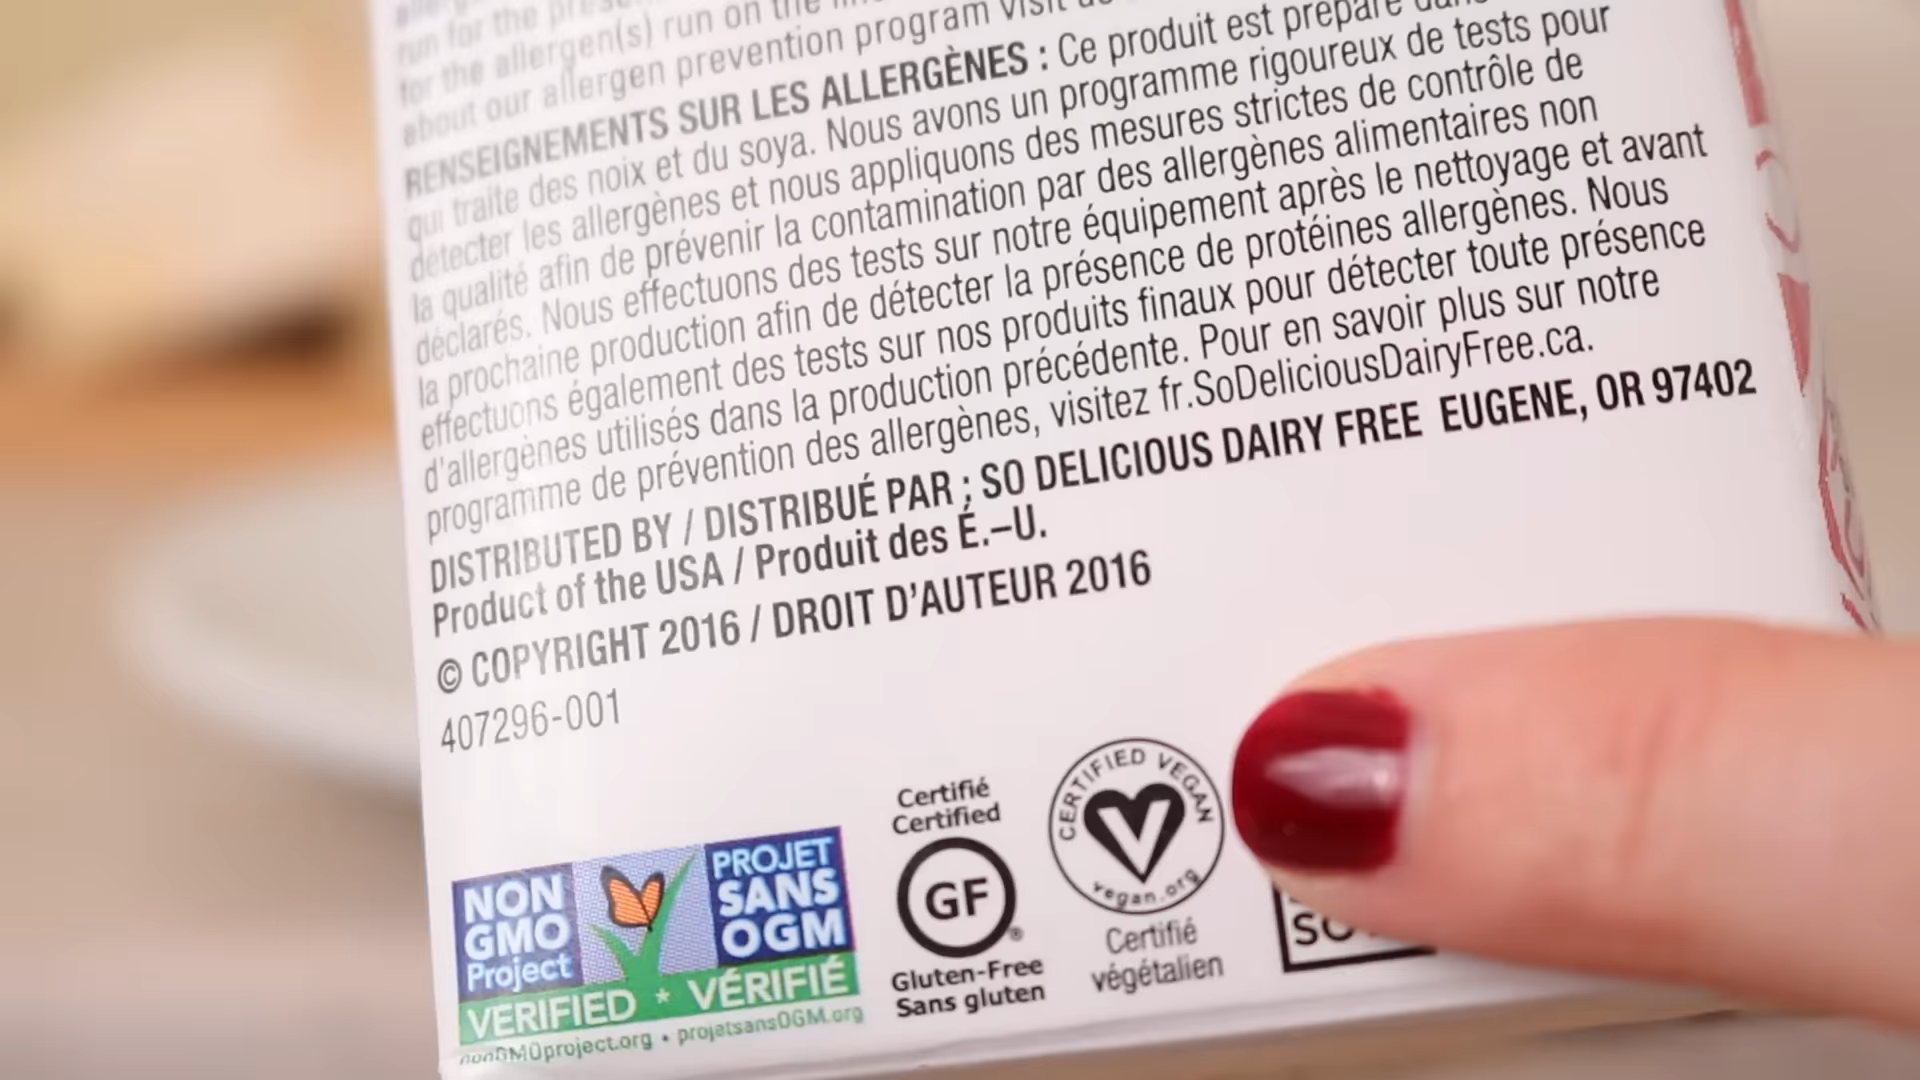 run for the
for the allergen(s) run on the
about our allergen prevention program visit
RENSEIGNEMENTS SUR LES ALLERGÈNES : Ce produit est préparé dans
qui traite des noix et du soya. Nous avons un programme rigoureux de tests pour
détecter les allergènes et nous appliquons des mesures strictes de contrôle de
la qualité afin de prévenir la contamination par des allergènes alimentaires non
déclarés. Nous effectuons des tests sur notre équipement après le nettoyage et avant
la prochaine production afin de détecter la présence de protéines allergènes. Nous
effectuons également des tests sur nos produits finaux pour détecter toute présence
d'allergènes utilisés dans la production précédente. Pour en savoir plus sur notre
programme de prévention des allergènes, visitez fr.SoDeliciousDairyFree.ca.
DISTRIBUTED BY / DISTRIBUÉ PAR ; SO DELICIOUS DAIRY FREE EUGENE, OR 97402
Product of the USA / Produit des É.–U.
© COPYRIGHT 2016 / DROIT D'AUTEUR 2016
407296-001
NON
GMO
Project
PROJET
SANS
OGM
VERIFIED * VÉRIFIÉ
nonGMOproject.org • projetsansOGM.org
Certifié
Certified
GF
®
Gluten-Free
Sans gluten
CERTIFIED VEGAN
V
vegan.org
Certifié
végétalien